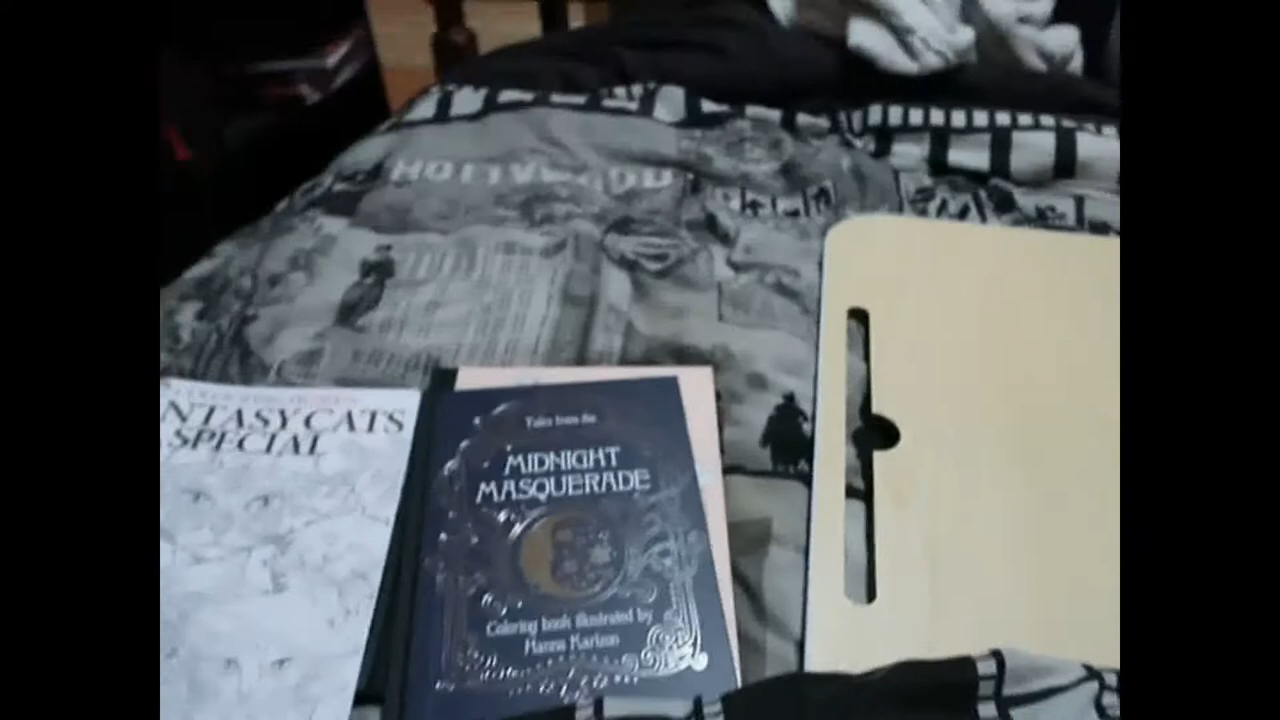 HOLLYWOOD
NTASY CATS
SPECIAL
Tales from the
MIDNIGHT
MASQUERADE
Coloring book illustrated by
Hanna Karlzon